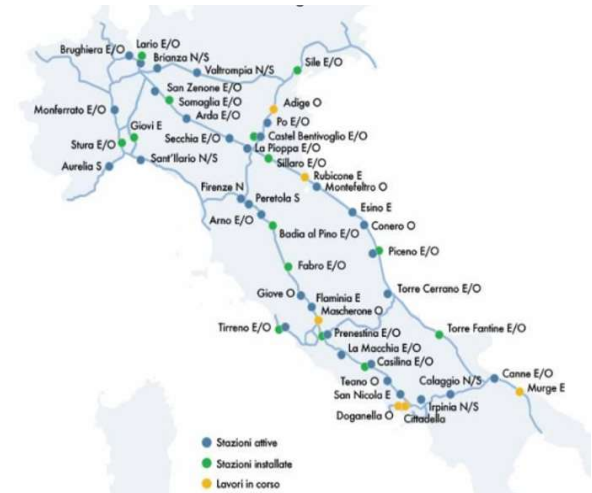 Lario E/O
Brughiera E/O
Brianza N/S
Valtrompia N/S
Sile E/O
San Zenone E/O
Somaglia E/O
Adige O
Monferrato E/O
Arda E/O
Po E/O
Giovi E
Castel Bentivoglio E/O
Secchia E/O
Stura E/O
La Pioppa E/O
Sant'Ilario N/S
Sillaro E/O
Aurelia S
Rubicone E
Firenze N
Montefeltro O
Peretola S
Esino E
Arno E/O
Conero O
Badia al Pino E/O
Piceno E/O
Fabro E/O
Giove O
Flaminia E
Torre Cerrano E/O
Mascherone O
Tirreno E/O
Prenestina E/O
Torre Fantine E/O
La Macchia E/O
Casilina E/O
Teano O
Calaggio N/S
Canne E/O
San Nicola E
Murge E
Irpinia N/S
Doganella O
Cittadella
Stazioni attive
Stazioni installate
Lavori in corso